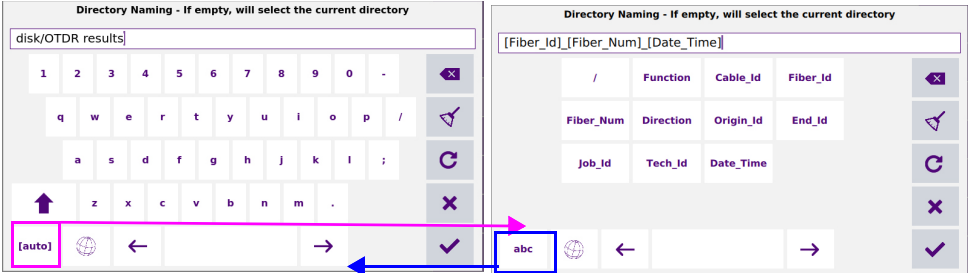 Directory Naming - If empty, will select the current directory
disk/OTDR results
1 2 3 4 5 6 7 8 9 0 -
q w e r t y u i o p /
a s d f g h j k l ;
z x c v b n m .
[auto]
Directory Naming - If empty, will select the current directory
[Fiber_Id]_[Fiber_Num]_[Date_Time]
/ Function Cable_Id Fiber_Id
Fiber_Num Direction Origin_Id End_Id
Job_Id Tech_Id Date_Time
abc